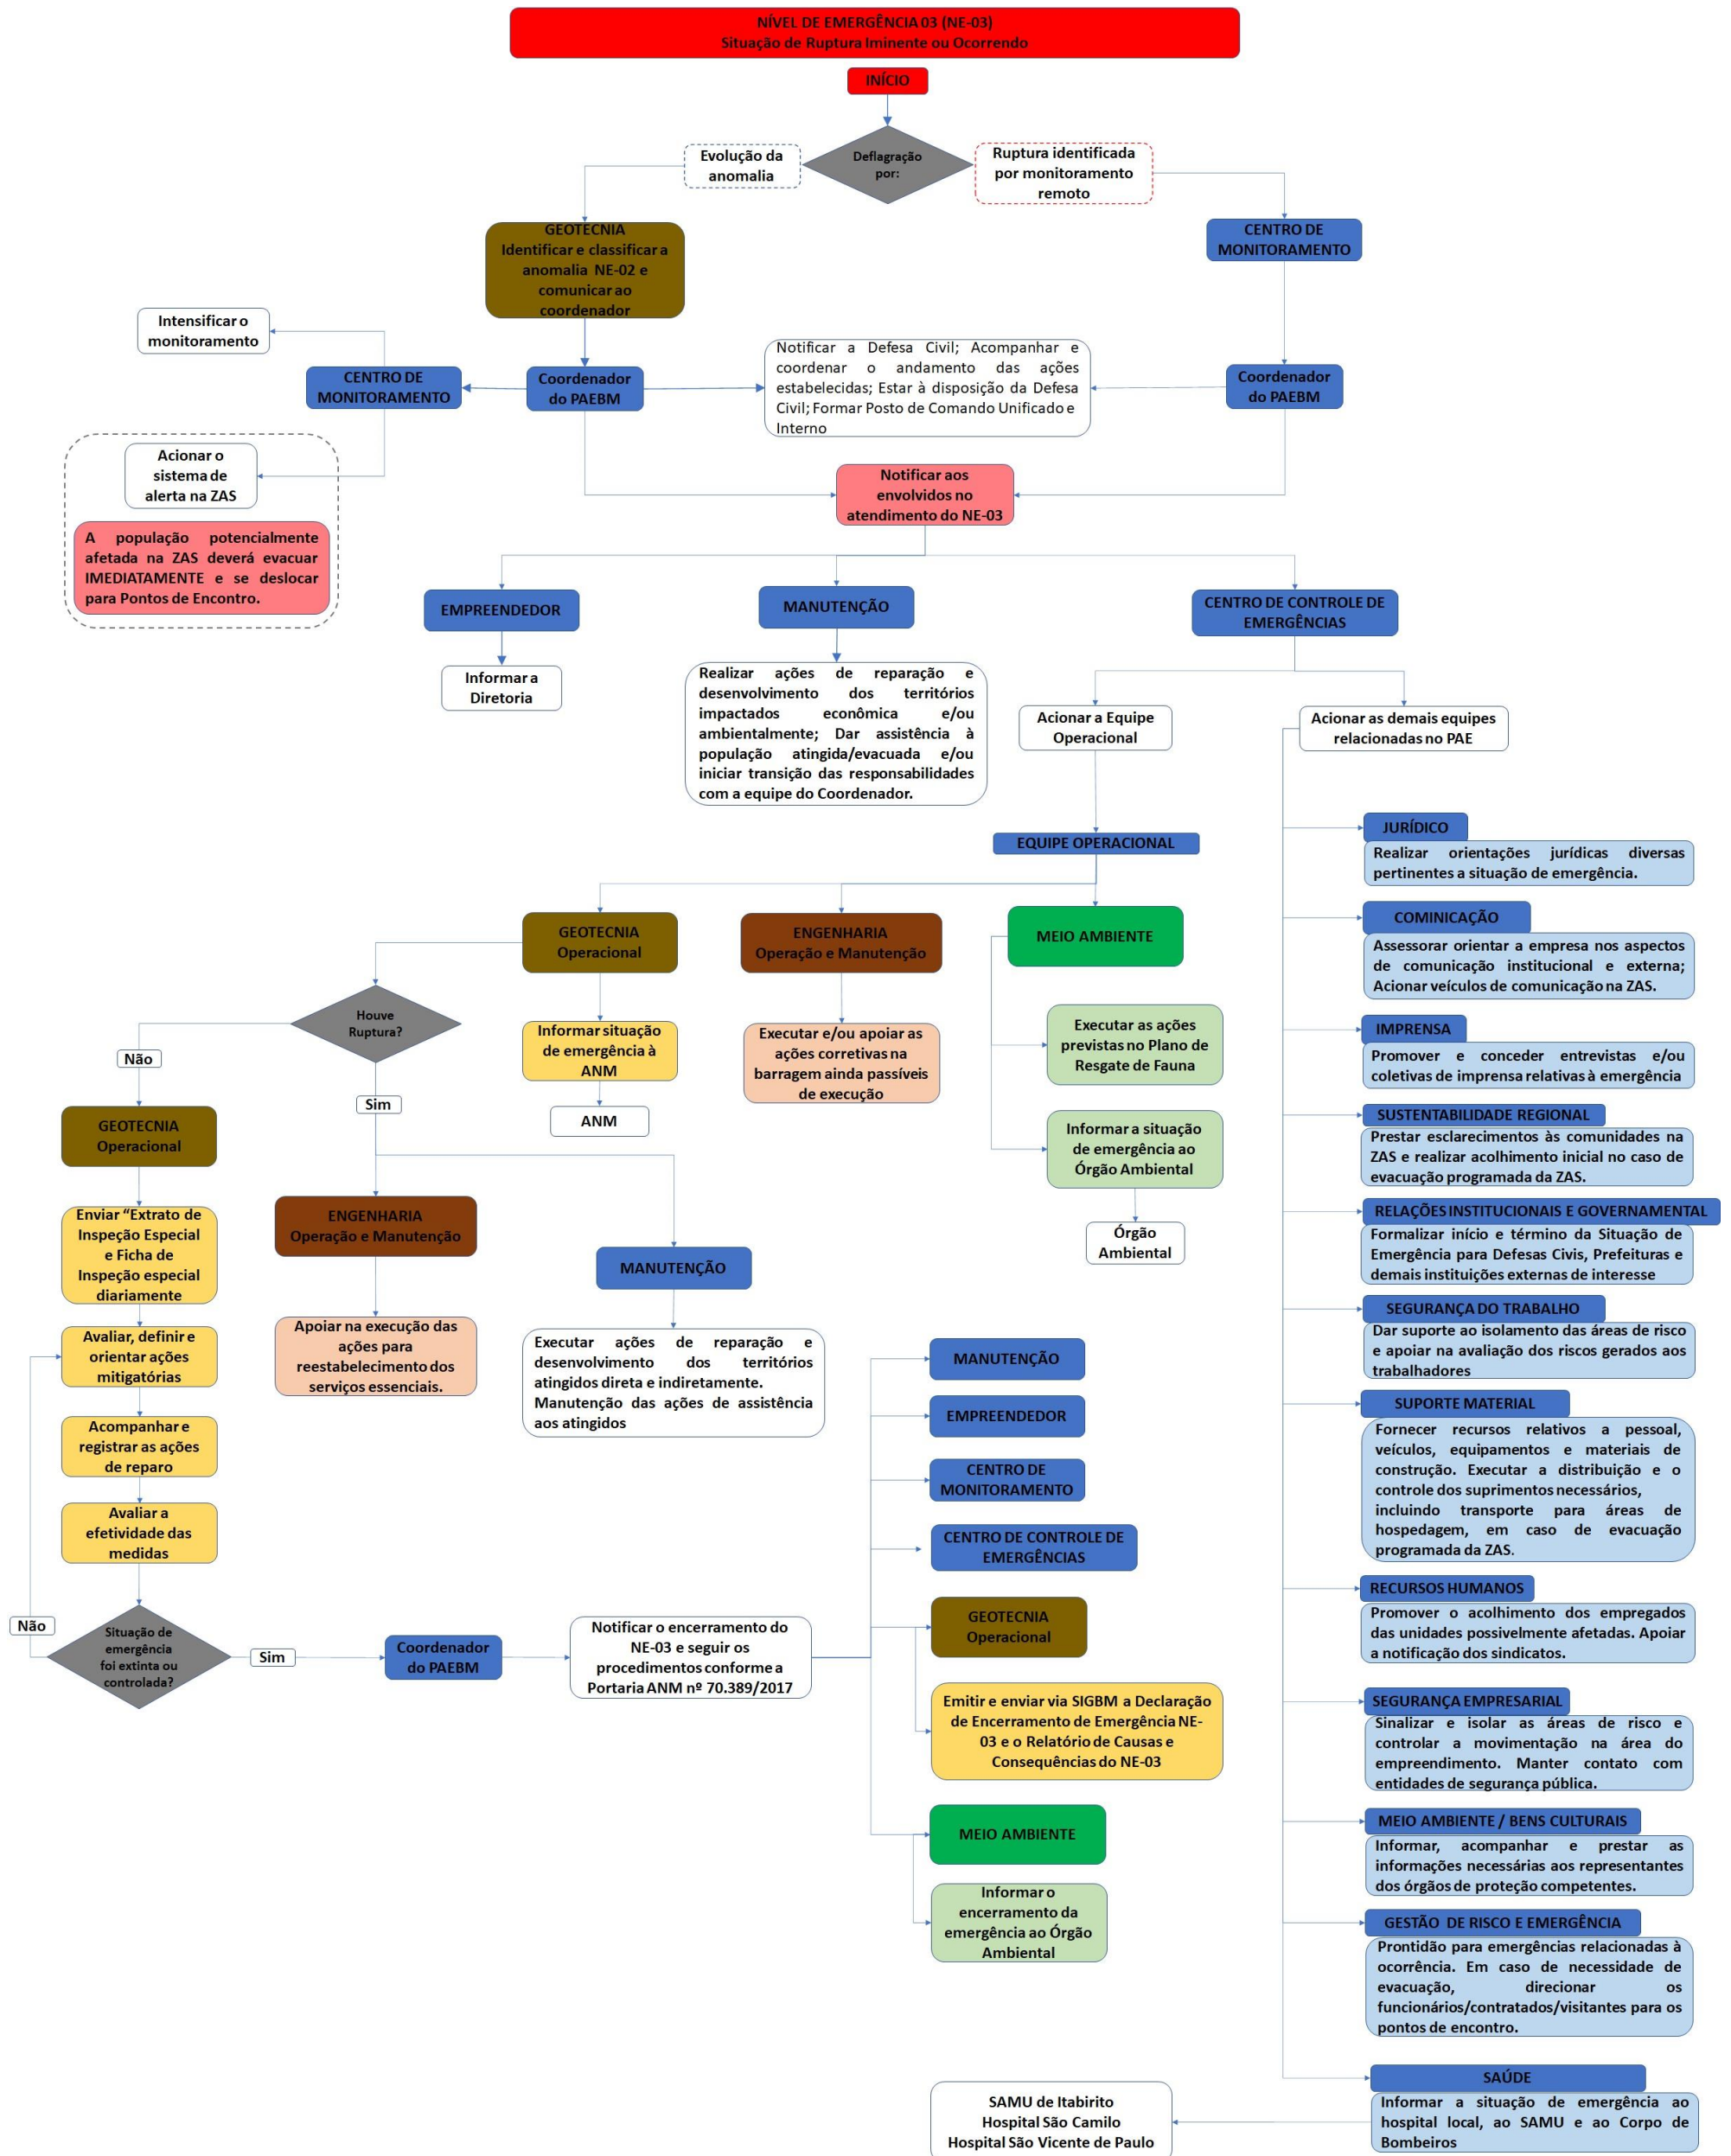 NÍVEL DE EMERGÊNCIA 03 (NE-03)
Situação de Ruptura Iminente ou Ocorrendo
INÍCIO
Deflagração
por:
Evolução da
anomalia
Ruptura identificada
por monitoramento
remoto
GEOTECNIA
Identificar e classificar a
anomalia NE-02 e
comunicar ao
coordenador
CENTRO DE
MONITORAMENTO
Intensificar o
monitoramento
CENTRO DE
MONITORAMENTO
Coordenador
do PAEBM
Notificar a Defesa Civil; Acompanhar e
coordenar o andamento das ações
estabelecidas; Estar à disposição da Defesa
Civil; Formar Posto de Comando Unificado e
Interno
Coordenador
do PAEBM
Acionar o
sistema de
alerta na ZAS
A população potencialmente
afetada na ZAS deverá evacuar
IMEDIATAMENTE e se deslocar
para Pontos de Encontro.
Notificar aos
envolvidos no
atendimento do NE-03
EMPREENDEDOR
Informar a
Diretoria
MANUTENÇÃO
Realizar ações de reparação e
desenvolvimento dos territórios
impactados econômica e/ou
ambientalmente; Dar assistência à
população atingida/evacuada e/ou
iniciar transição das responsabilidades
com a equipe do Coordenador.
CENTRO DE CONTROLE DE
EMERGÊNCIAS
Acionar a Equipe
Operacional
Acionar as demais equipes
relacionadas no PAE
EQUIPE OPERACIONAL
GEOTECNIA
Operacional
ENGENHARIA
Operação e Manutenção
MEIO AMBIENTE
Houve
Ruptura?
Não
Sim
Informar situação
de emergência à
ANM
ANM
Executar e/ou apoiar as
ações corretivas na
barragem ainda passíveis
de execução
Executar as ações
previstas no Plano de
Resgate de Fauna
Informar a situação
de emergência ao
Órgão Ambiental
Órgão
Ambiental
GEOTECNIA
Operacional
Enviar “Extrato de
Inspeção Especial
e Ficha de
Inspeção especial
diariamente
Avaliar, definir e
orientar ações
mitigatórias
Acompanhar e
registrar as ações
de reparo
Avaliar a
efetividade das
medidas
Situação de
emergência
foi extinta ou
controlada?
Não
Sim
ENGENHARIA
Operação e Manutenção
Apoiar na execução das
ações para
reestabelecimento dos
serviços essenciais.
MANUTENÇÃO
Executar ações de reparação e
desenvolvimento dos territórios
atingidos direta e indiretamente.
Manutenção das ações de assistência
aos atingidos
Coordenador
do PAEBM
Notificar o encerramento do
NE-03 e seguir os
procedimentos conforme a
Portaria ANM nº 70.389/2017
MANUTENÇÃO
EMPREENDEDOR
CENTRO DE
MONITORAMENTO
CENTRO DE CONTROLE DE
EMERGÊNCIAS
GEOTECNIA
Operacional
Emitir e enviar via SIGBM a Declaração
de Encerramento de Emergência NE-
03 e o Relatório de Causas e
Consequências do NE-03
MEIO AMBIENTE
Informar o
encerramento da
emergência ao Órgão
Ambiental
JURÍDICO
Realizar orientações jurídicas diversas
pertinentes a situação de emergência.
COMINICAÇÃO
Assessorar orientar a empresa nos aspectos
de comunicação institucional e externa;
Acionar veículos de comunicação na ZAS.
IMPRENSA
Promover e conceder entrevistas e/ou
coletivas de imprensa relativas à emergência
SUSTENTABILIDADE REGIONAL
Prestar esclarecimentos às comunidades na
ZAS e realizar acolhimento inicial no caso de
evacuação programada da ZAS.
RELAÇÕES INSTITUCIONAIS E GOVERNAMENTAL
Formalizar início e término da Situação de
Emergência para Defesas Civis, Prefeituras e
demais instituições externas de interesse
SEGURANÇA DO TRABALHO
Dar suporte ao isolamento das áreas de risco
e apoiar na avaliação dos riscos gerados aos
trabalhadores
SUPORTE MATERIAL
Fornecer recursos relativos a pessoal,
veículos, equipamentos e materiais de
construção. Executar a distribuição e o
controle dos suprimentos necessários,
incluindo transporte para áreas de
hospedagem, em caso de evacuação
programada da ZAS.
RECURSOS HUMANOS
Promover o acolhimento dos empregados
das unidades possivelmente afetadas. Apoiar
a notificação dos sindicatos.
SEGURANÇA EMPRESARIAL
Sinalizar e isolar as áreas de risco e
controlar a movimentação na área do
empreendimento. Manter contato com
entidades de segurança pública.
MEIO AMBIENTE / BENS CULTURAIS
Informar, acompanhar e prestar as
informações necessárias aos representantes
dos órgãos de proteção competentes.
GESTÃO DE RISCO E EMERGÊNCIA
Prontidão para emergências relacionadas à
ocorrência. Em caso de necessidade de
evacuação, direcionar os
funcionários/contratados/visitantes para os
pontos de encontro.
SAÚDE
Informar a situação de emergência ao
hospital local, ao SAMU e ao Corpo de
Bombeiros
SAMU de Itabirito
Hospital São Camilo
Hospital São Vicente de Paulo